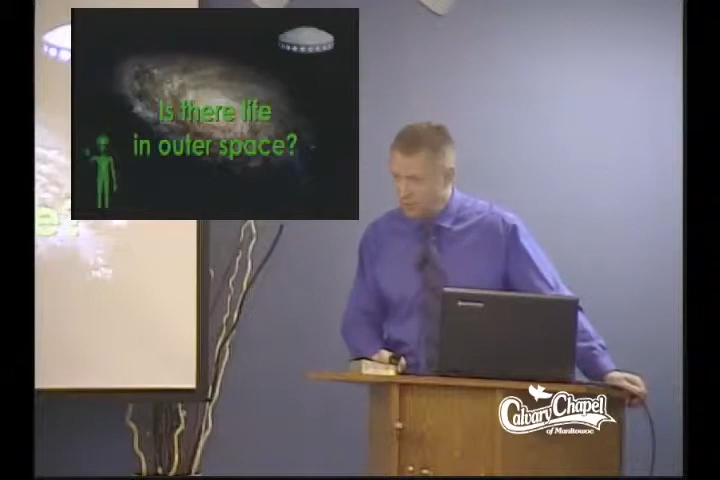 Is there life
in outer space?
e?
Calvary Chapel
of Manitowoc